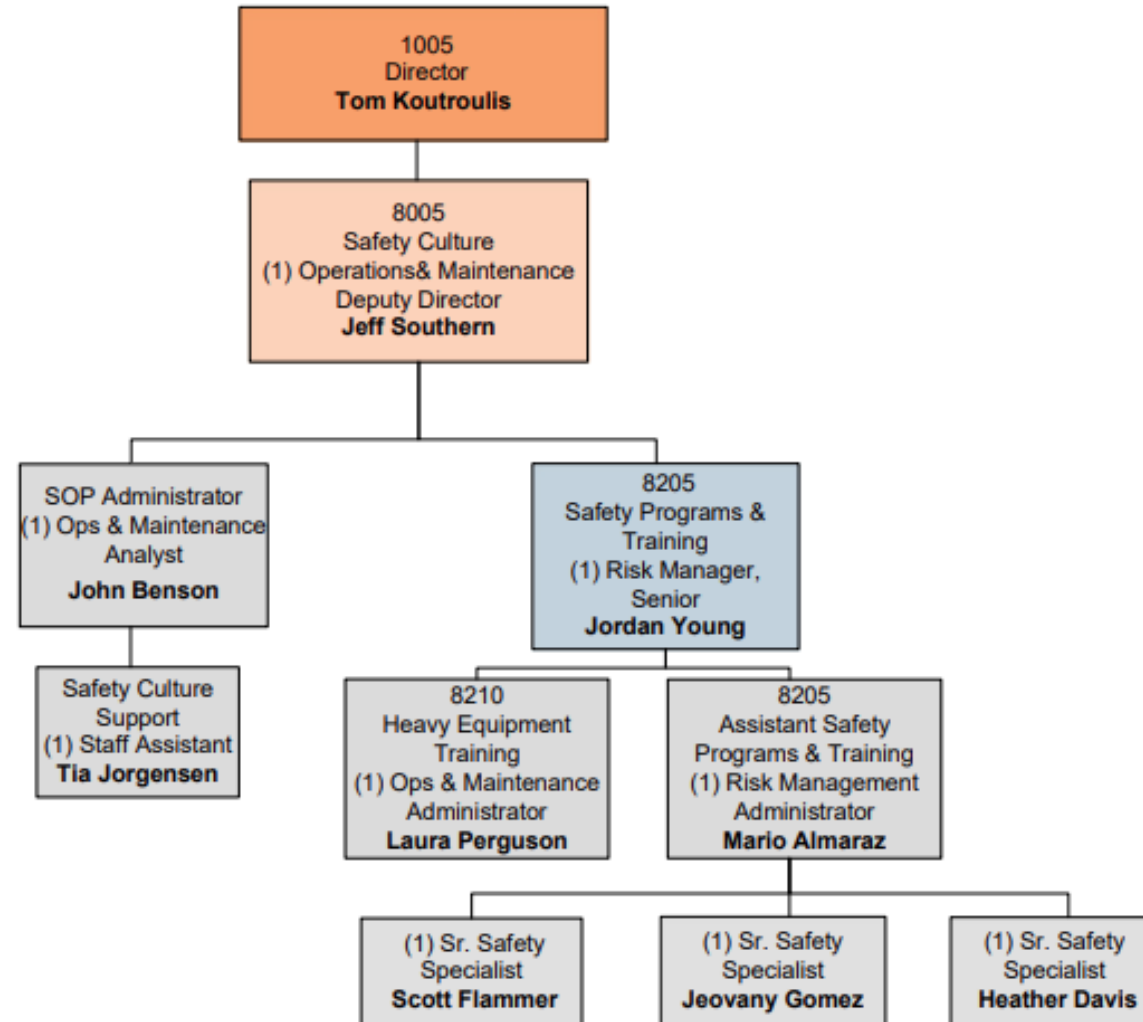 1005
Director
Tom Koutroulis
8005
Safety Culture
(1) Operations& Maintenance
Deputy Director
Jeff Southern
SOP Administrator
(1) Ops & Maintenance
Analyst
John Benson
8205
Safety Programs &
Training
(1) Risk Manager,
Senior
Jordan Young
Safety Culture
Support
(1) Staff Assistant
Tia Jorgensen
8210
Heavy Equipment
Training
(1) Ops & Maintenance
Administrator
Laura Perguson
8205
Assistant Safety
Programs & Training
(1) Risk Management
Administrator
Mario Almaraz
(1) Sr. Safety
Specialist
Scott Flammer
(1) Sr. Safety
Specialist
Jeovany Gomez
(1) Sr. Safety
Specialist
Heather Davis